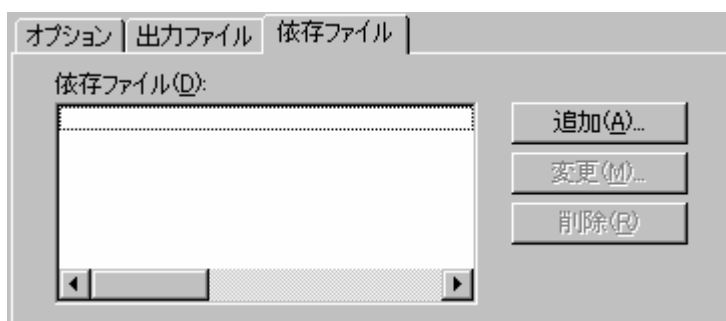 オプション 出力ファイル 依存ファイル
依存ファイル(D):
追加(A)...
変更(M)...
削除(R)